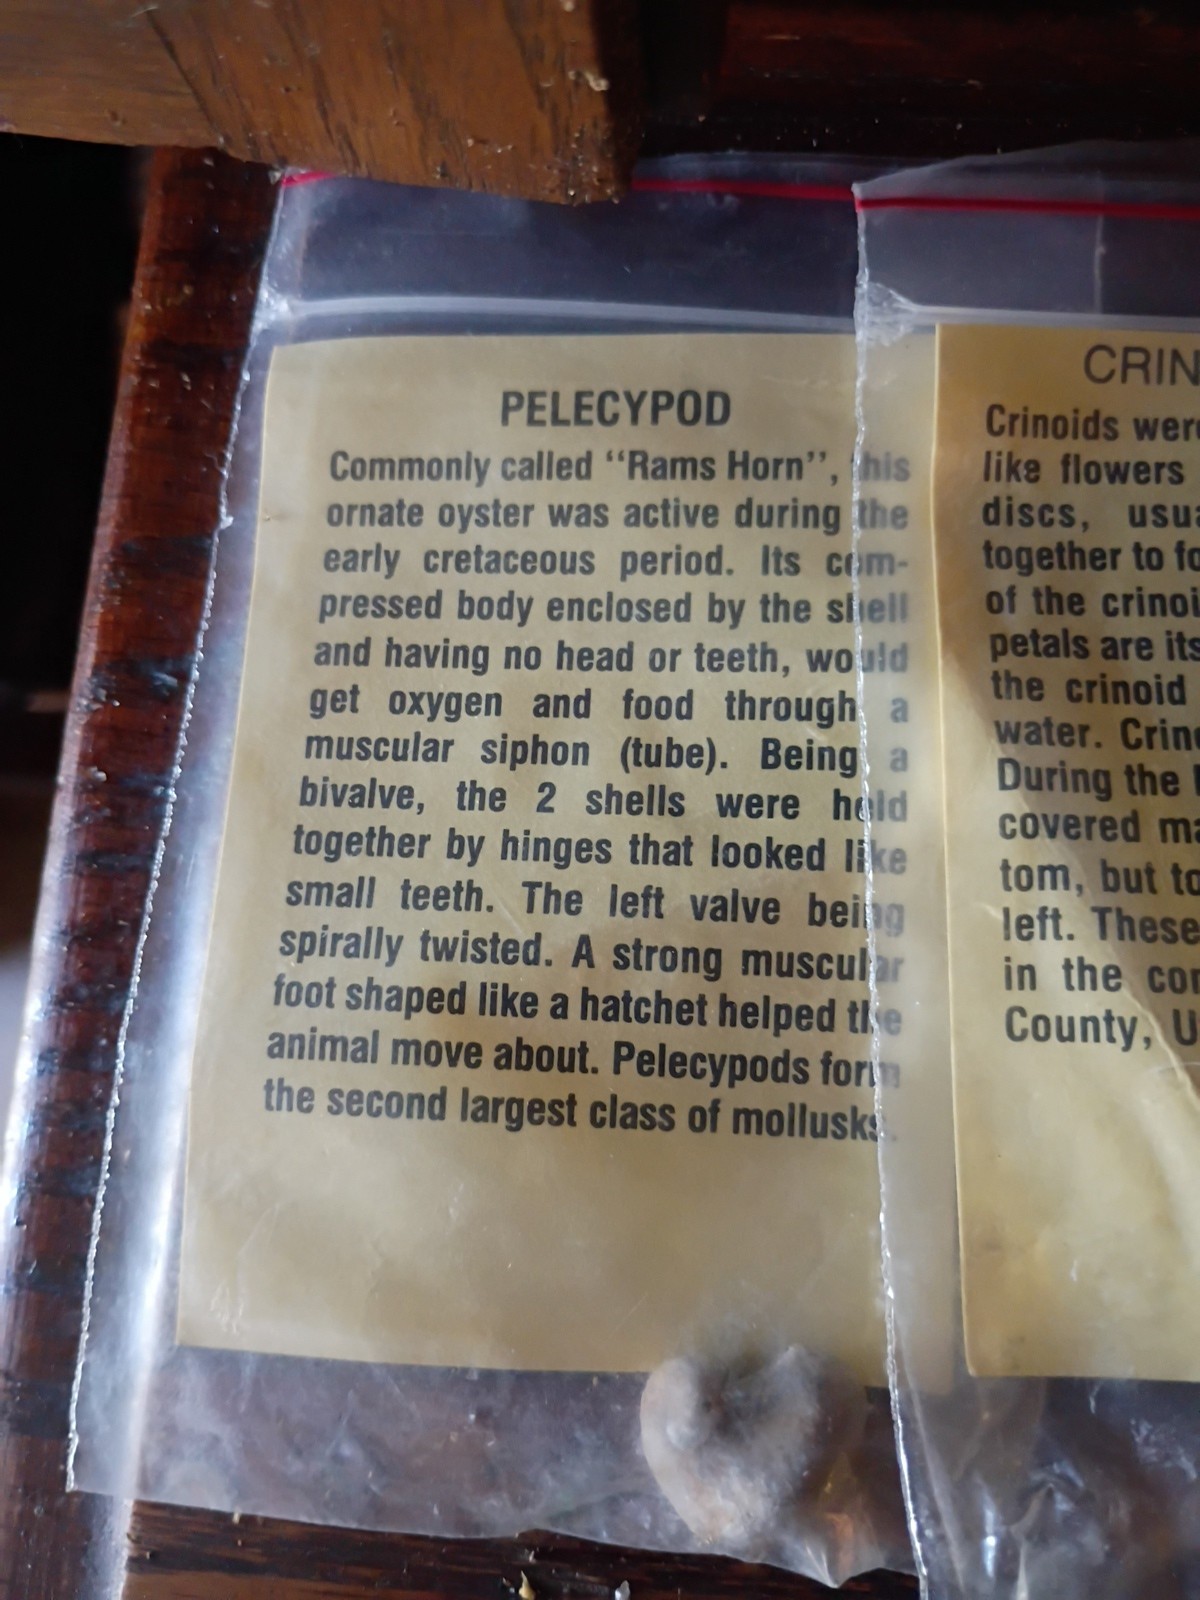 PELECYPOD
Commonly called “Rams Horn”, this
ornate oyster was active during the
early cretaceous period. Its com-
pressed body enclosed by the shell
and having no head or teeth, would
get oxygen and food through a
muscular siphon (tube). Being a
bivalve, the 2 shells were held
together by hinges that looked like
small teeth. The left valve being
spirally twisted. A strong muscular
foot shaped like a hatchet helped the
animal move about. Pelecypods form
the second largest class of mollusks.
CRIN
Crinoids were
like flowers
discs, usua
together to fo
of the crinoi
petals are its
the crinoid
water. Crino
During the
covered ma
tom, but to
left. These
in the cor
County, U